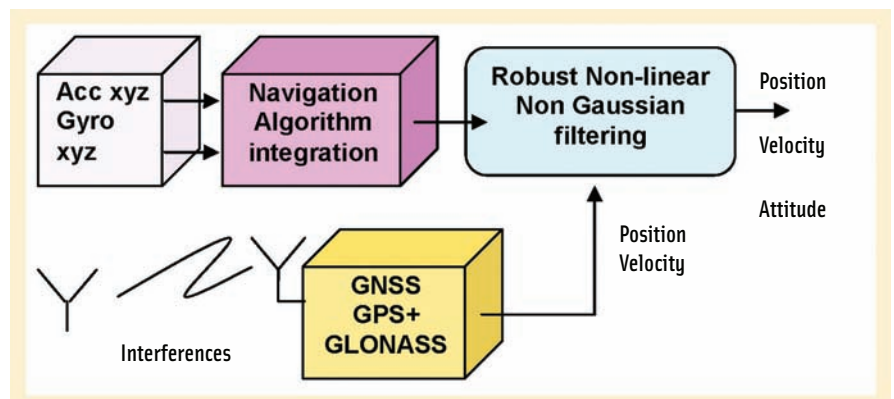 Acc xyz
Gyro
xyz
Navigation
Algorithm
integration
Robust Non-linear
Non Gaussian
filtering
Position
Velocity
Attitude
Position
Velocity
GNSS
GPS+
GLONASS
Interferences